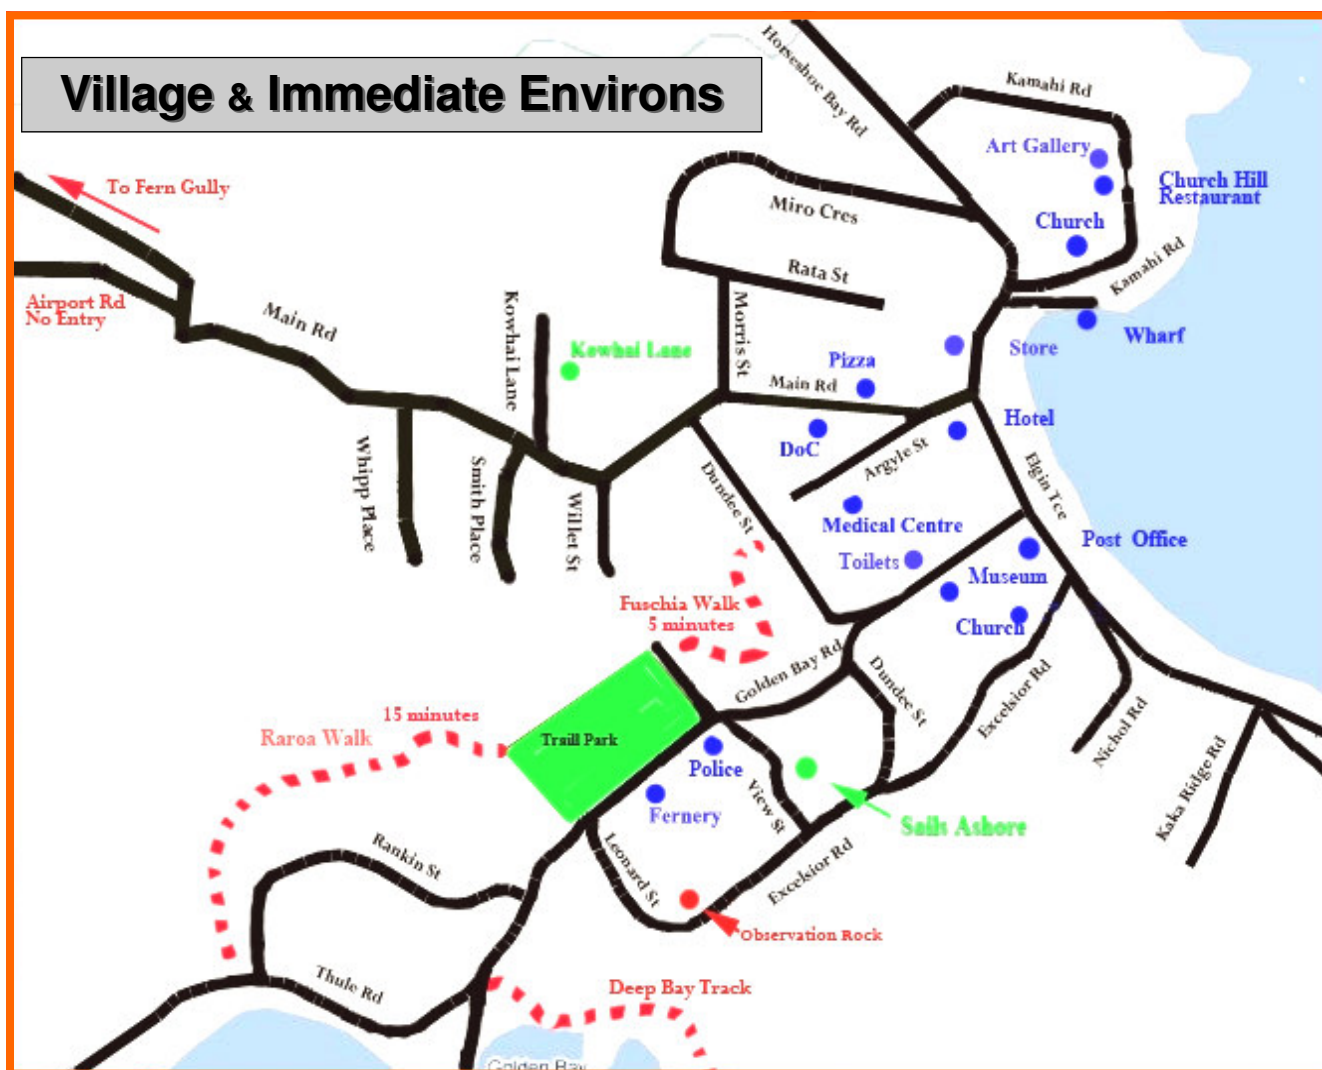 Village & Immediate Environs
Horseshoe Bay Rd
Kamahi Rd
Art Gallery
Church Hill
Restaurant
Church
Kamahi Rd
To Fern Gully
Miro Cres
Rata St
Airport Rd
No Entry
Main Rd
Kowhai Lane
Kowhai Lane
Morris St
Pizza
Main Rd
Store
Wharf
Hotel
DoC
Argyle St
Elgin Tce
Whipp Place
Smith Place
Willet St
Dundee St
Medical Centre
Toilets
Post Office
Museum
Church
Fuschia Walk
5 minutes
Golden Bay Rd
Dundee St
Excelsior Rd
Nichol Rd
Kaka Ridge Rd
15 minutes
Raroa Walk
Traill Park
Police
Fernery
View St
Sails Ashore
Leonard St
Excelsior Rd
Rankin St
Observation Rock
Thule Rd
Deep Bay Track
Golden Bay